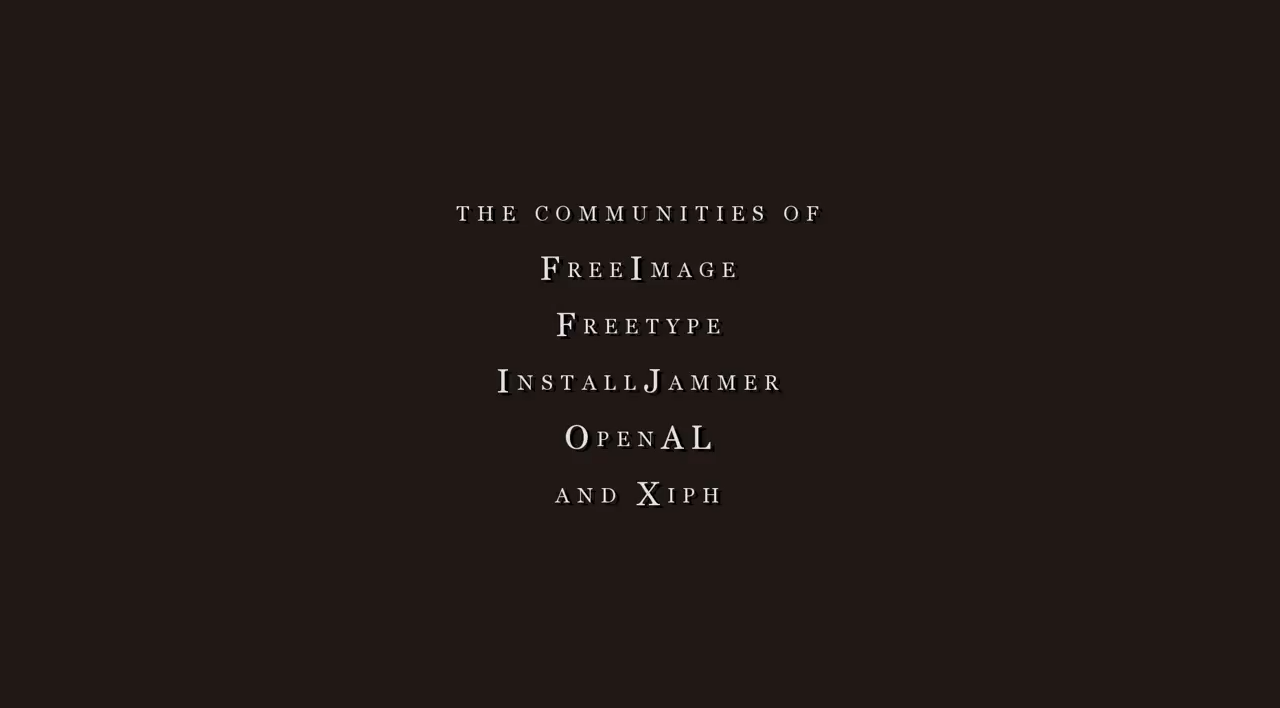 THE COMMUNITIES OF
FREEIMAGE
FREETYPE
INSTALLJAMMER
OPENAL
AND XIPH